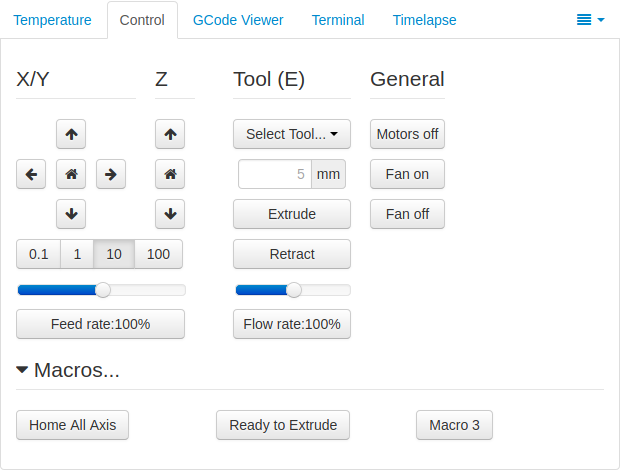 Temperature Control GCode Viewer Terminal Timelapse
X/Y Z Tool (E) General
Select Tool... Motors off
5 mm Fan on
Extrude Fan off
0.1 1 10 100 Retract
Feed rate:100% Flow rate:100%
Macros...
Home All Axis Ready to Extrude Macro 3